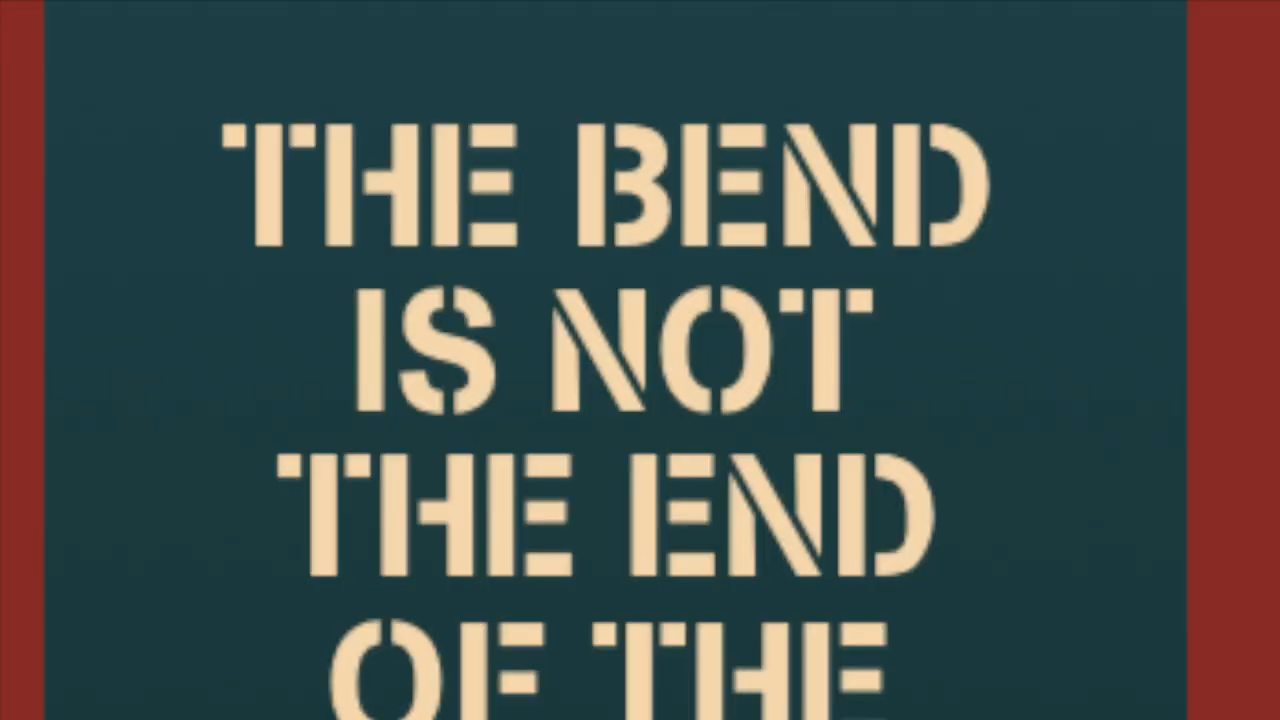 THE BEND
IS NOT
THE END
OF THE